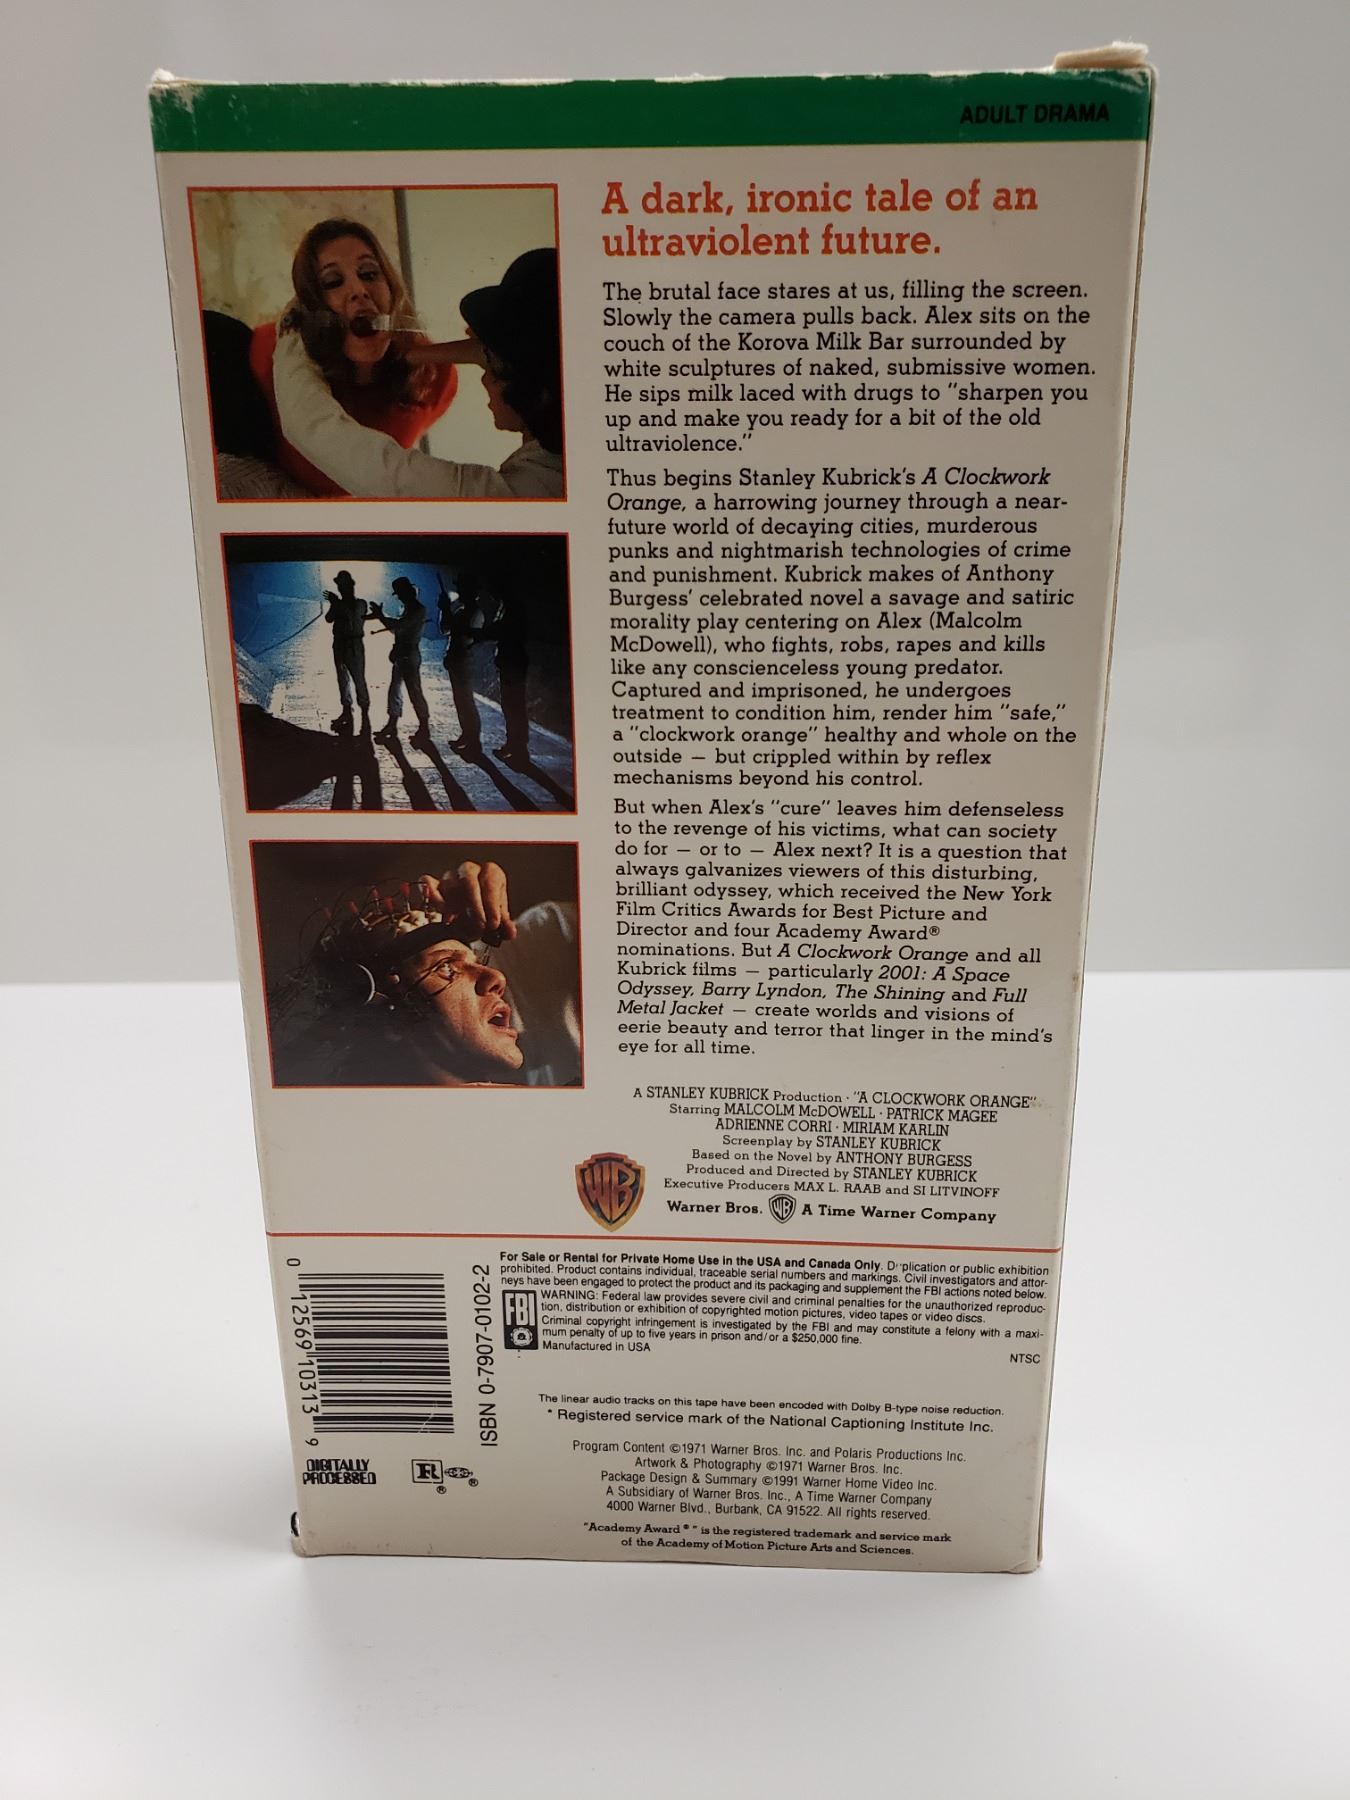 ADULT DRAMA
A dark, ironic tale of an
ultraviolent future.
The brutal face stares at us, filling the screen.
Slowly the camera pulls back. Alex sits on the
couch of the Korova Milk Bar surrounded by
white sculptures of naked, submissive women.
He sips milk laced with drugs to "sharpen you
up and make you ready for a bit of the old
ultraviolence."
Thus begins Stanley Kubrick's A Clockwork
Orange, a harrowing journey through a near-
future world of decaying cities, murderous
punks and nightmarish technologies of crime
and punishment. Kubrick makes of Anthony
Burgess' celebrated novel a savage and satiric
morality play centering on Alex (Malcolm
McDowell), who fights, robs, rapes and kills
like any conscienceless young predator.
Captured and imprisoned, he undergoes
treatment to condition him, render him "safe,"
a "clockwork orange" healthy and whole on the
outside — but crippled within by reflex
mechanisms beyond his control.
But when Alex's "cure" leaves him defenseless
to the revenge of his victims, what can society
do for — or to — Alex next? It is a question that
always galvanizes viewers of this disturbing,
brilliant odyssey, which received the New York
Film Critics Awards for Best Picture and
Director and four Academy Award®
nominations. But A Clockwork Orange and all
Kubrick films — particularly 2001: A Space
Odyssey, Barry Lyndon, The Shining and Full
Metal Jacket — create worlds and visions of
eerie beauty and terror that linger in the mind's
eye for all time.
A STANLEY KUBRICK Production · "A CLOCKWORK ORANGE"
Starring MALCOLM McDOWELL · PATRICK MAGEE
ADRIENNE CORRI · MIRIAM KARLIN
Screenplay by STANLEY KUBRICK
Based on the Novel by ANTHONY BURGESS
Produced and Directed by STANLEY KUBRICK
Executive Producers MAX L. RAAB and SI LITVINOFF
WB
Warner Bros. WB A Time Warner Company
For Sale or Rental for Private Home Use in the USA and Canada Only. D plication or public exhibition
prohibited. Product contains individual, traceable serial numbers and markings. Civil investigators and attor-
neys have been engaged to protect the product and its packaging and supplement the FBI actions noted below.
FBI
WARNING: Federal law provides severe civil and criminal penalties for the unauthorized reproduc-
tion, distribution or exhibition of copyrighted motion pictures, video tapes or video discs.
Criminal copyright infringement is investigated by the FBI and may constitute a felony with a maxi-
mum penalty of up to five years in prison and/or a $250,000 fine.
Manufactured in USA
NTSC
0 12569 10313 9
ISBN 0-7907-0102-2
DIGITALLY
PROCESSED
R ®
®
The linear audio tracks on this tape have been encoded with Dolby B-type noise reduction.
* Registered service mark of the National Captioning Institute Inc.
Program Content ©1971 Warner Bros. Inc. and Polaris Productions Inc.
Artwork & Photography ©1971 Warner Bros. Inc.
Package Design & Summary ©1991 Warner Home Video Inc.
A Subsidiary of Warner Bros. Inc., A Time Warner Company
4000 Warner Blvd., Burbank, CA 91522. All rights reserved.
"Academy Award ®" is the registered trademark and service mark
of the Academy of Motion Picture Arts and Sciences.